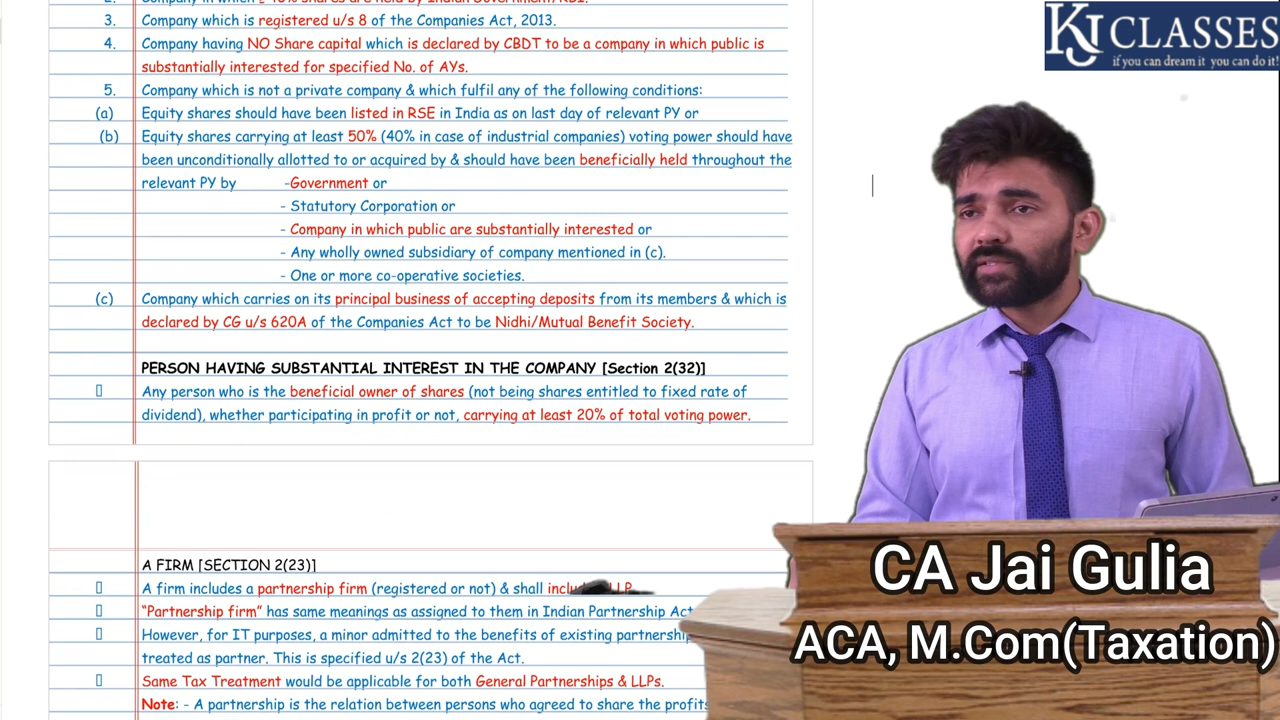 3. Company which is registered u/s 8 of the Companies Act, 2013.
4. Company having NO Share capital which is declared by CBDT to be a company in which public is
substantially interested for specified No. of AYs.
5. Company which is not a private company & which fulfil any of the following conditions:
(a) Equity shares should have been listed in RSE in India as on last day of relevant PY or
(b) Equity shares carrying at least 50% (40% in case of industrial companies) voting power should have
been unconditionally allotted to or acquired by & should have been beneficially held throughout the
relevant PY by -Government or
- Statutory Corporation or
- Company in which public are substantially interested or
- Any wholly owned subsidiary of company mentioned in (c).
- One or more co-operative societies.
(c) Company which carries on its principal business of accepting deposits from its members & which is
declared by CG u/s 620A of the Companies Act to be Nidhi/Mutual Benefit Society.
PERSON HAVING SUBSTANTIAL INTEREST IN THE COMPANY [Section 2(32)]
Any person who is the beneficial owner of shares (not being shares entitled to fixed rate of
dividend), whether participating in profit or not, carrying at least 20% of total voting power.
A FIRM [SECTION 2(23)]
A firm includes a partnership firm (registered or not) & shall LLP.
"Partnership firm" has same meanings as assigned to them in Indian Partnership Act
However, for IT purposes, a minor admitted to the benefits of existing
treated as partner. This is specified u/s 2(23) of the Act.
Same Tax Treatment would be applicable for both General Partnerships & LLPs.
Note: - A partnership is the relation between persons who agreed to share the profits
KJ CLASSES
if you can dream it you can do it!
CA Jai Gulia
ACA, M.Com(Taxation)